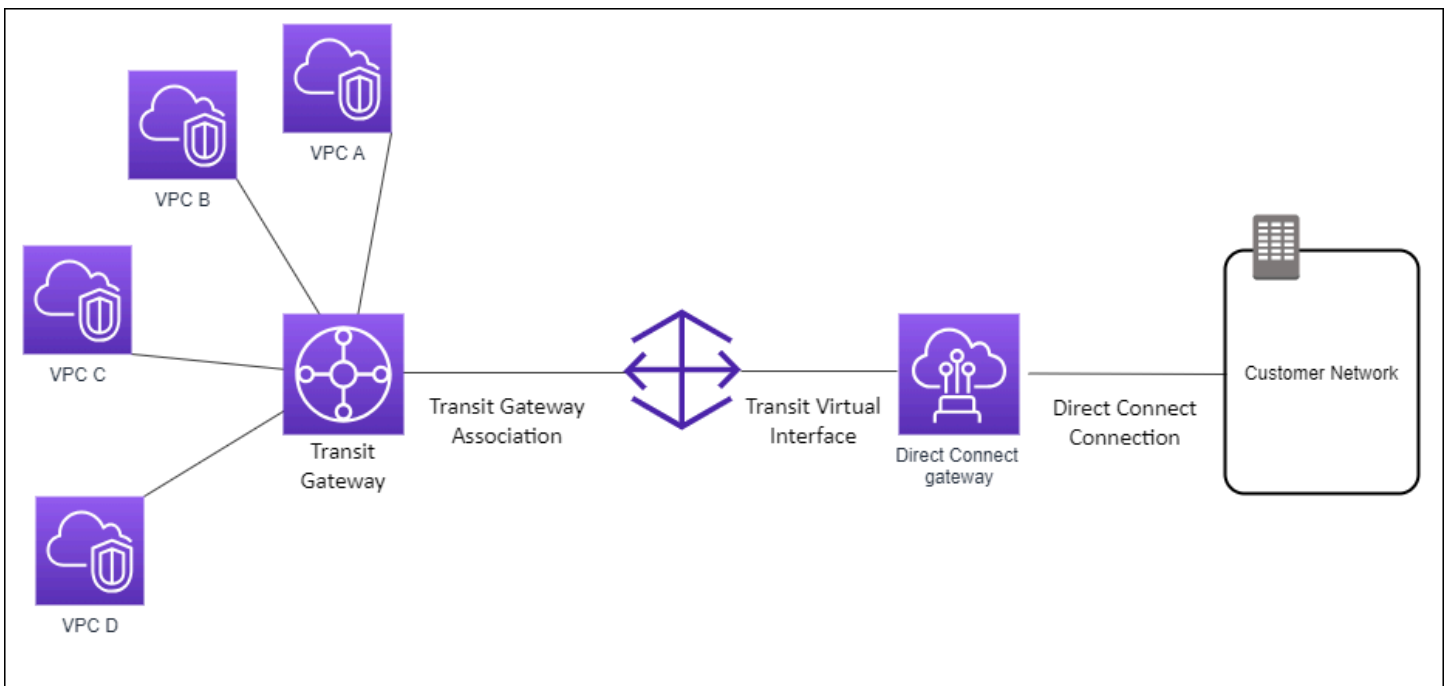 VPC A
VPC B
VPC C
VPC D
Transit
Gateway
Transit Gateway
Association
Transit Virtual
Interface
Direct Connect
gateway
Direct Connect
Connection
Customer Network